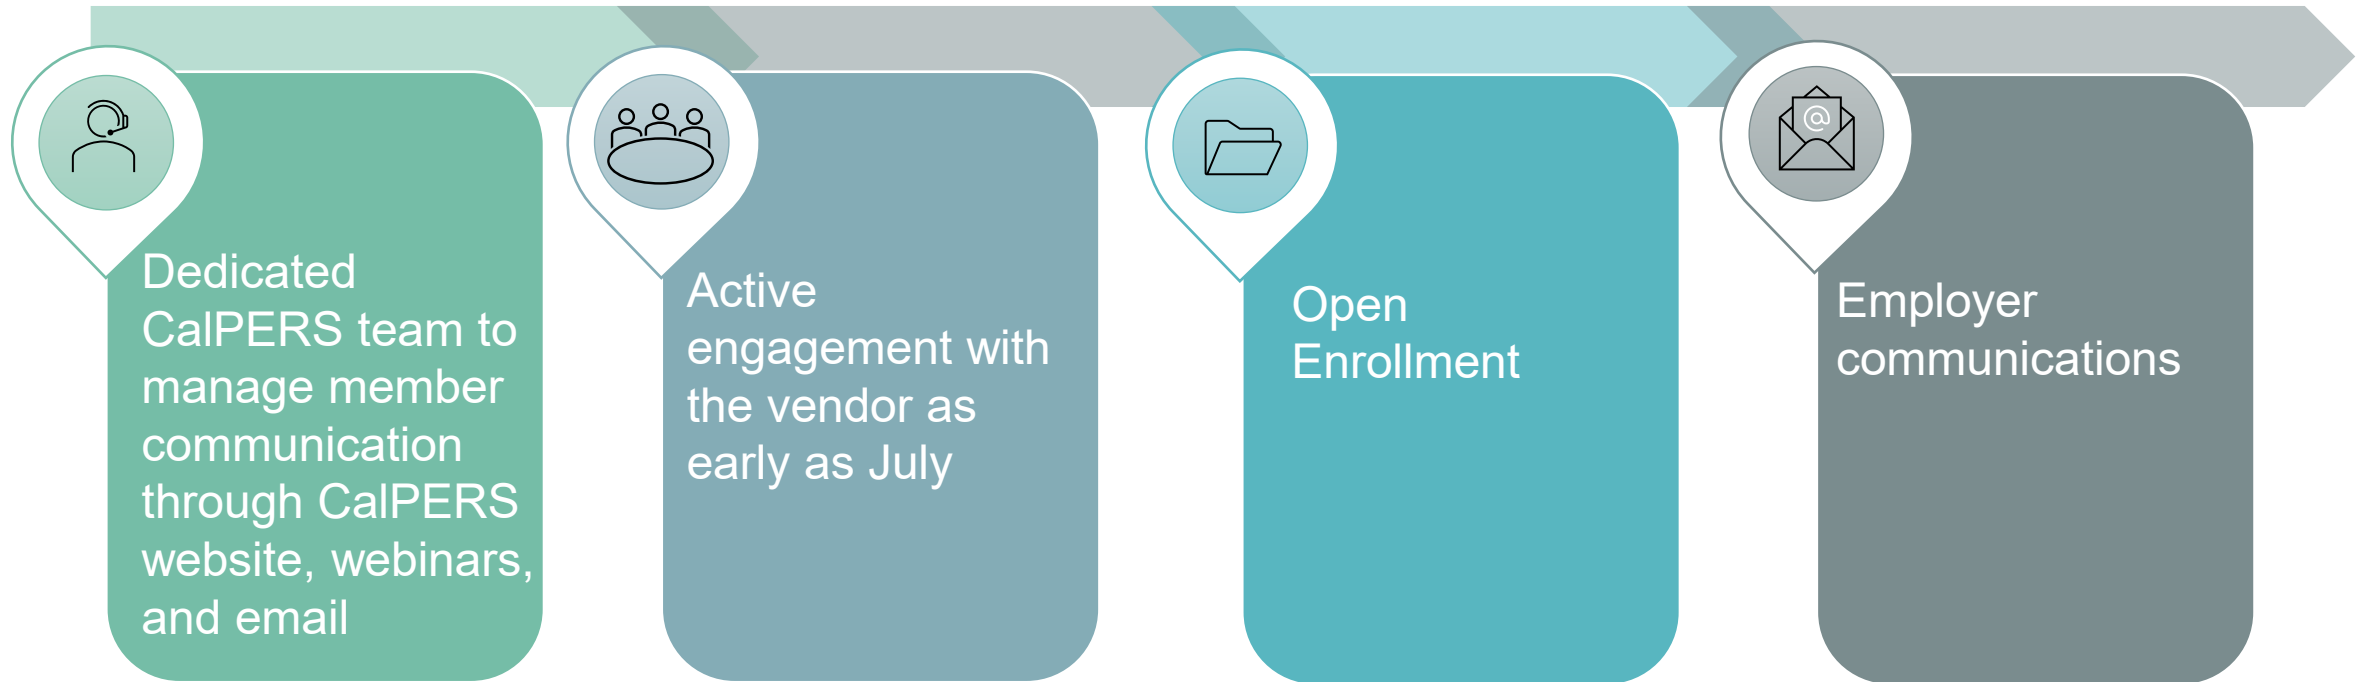 Dedicated
CalPERS team to
manage member
communication
through CalPERS
website, webinars,
and email
Active
engagement with
the vendor as
early as July
Open
Enrollment
@
Employer
communications